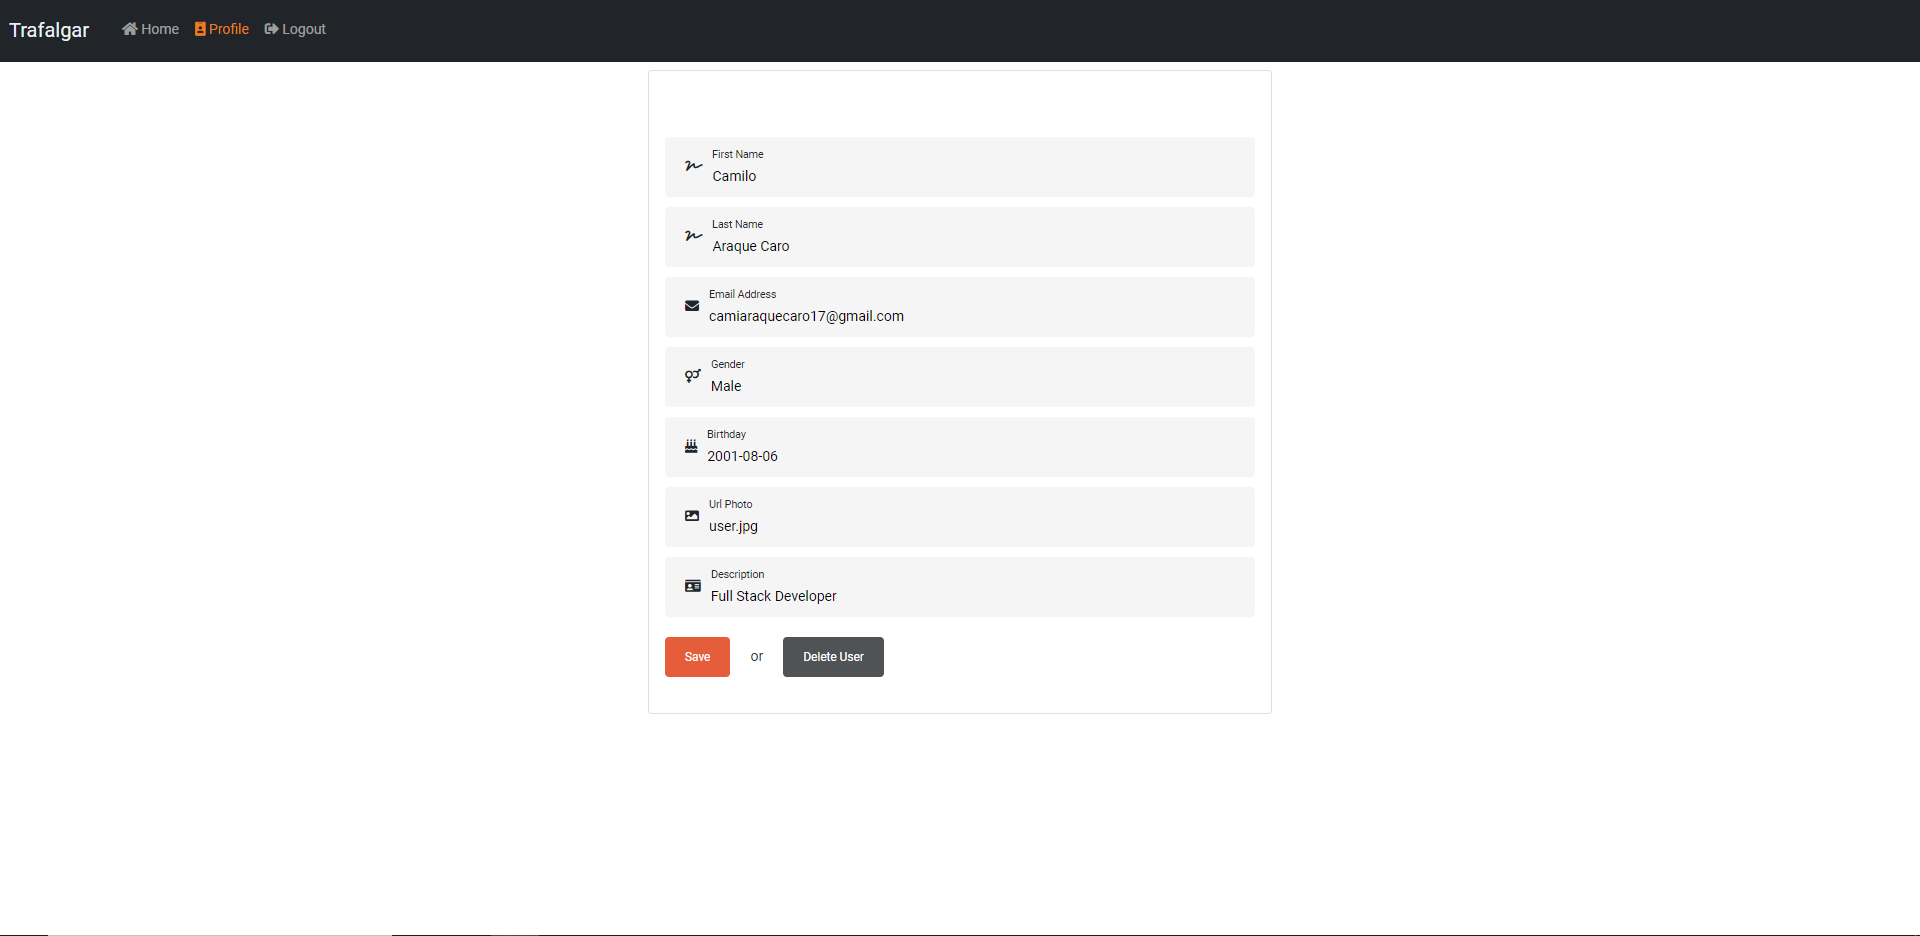 Trafalgar Home Profile Logout
First Name
Camilo
Last Name
Araque Caro
Email Address
camiaraquecaro17@gmail.com
Gender
Male
Birthday
2001-08-06
Url Photo
user.jpg
Description
Full Stack Developer
Save or Delete User